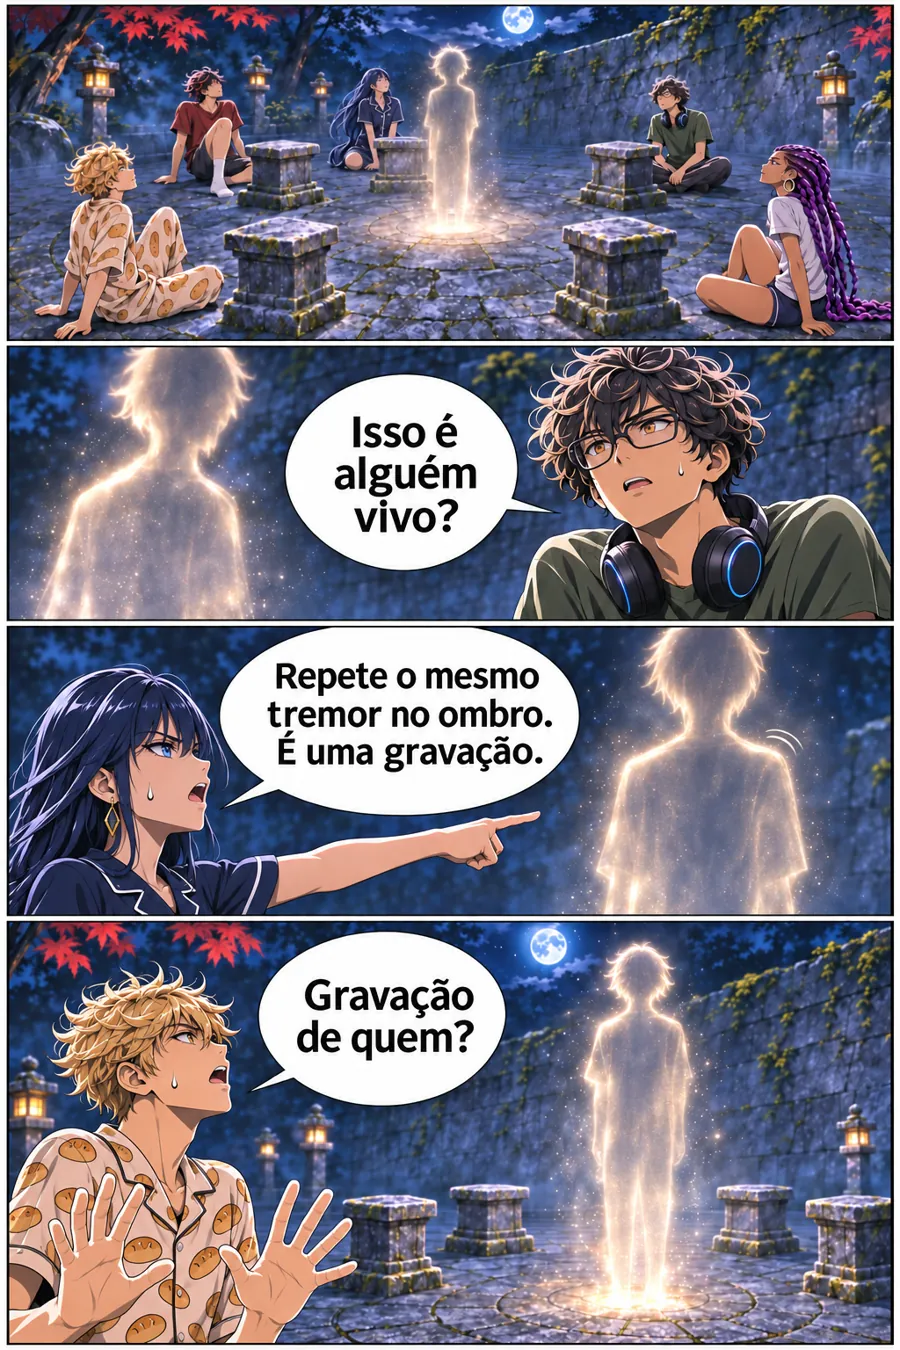 Isso é
alguém
vivo?
Repete o mesmo
tremor no ombro.
É uma gravação.
Gravação
de quem?